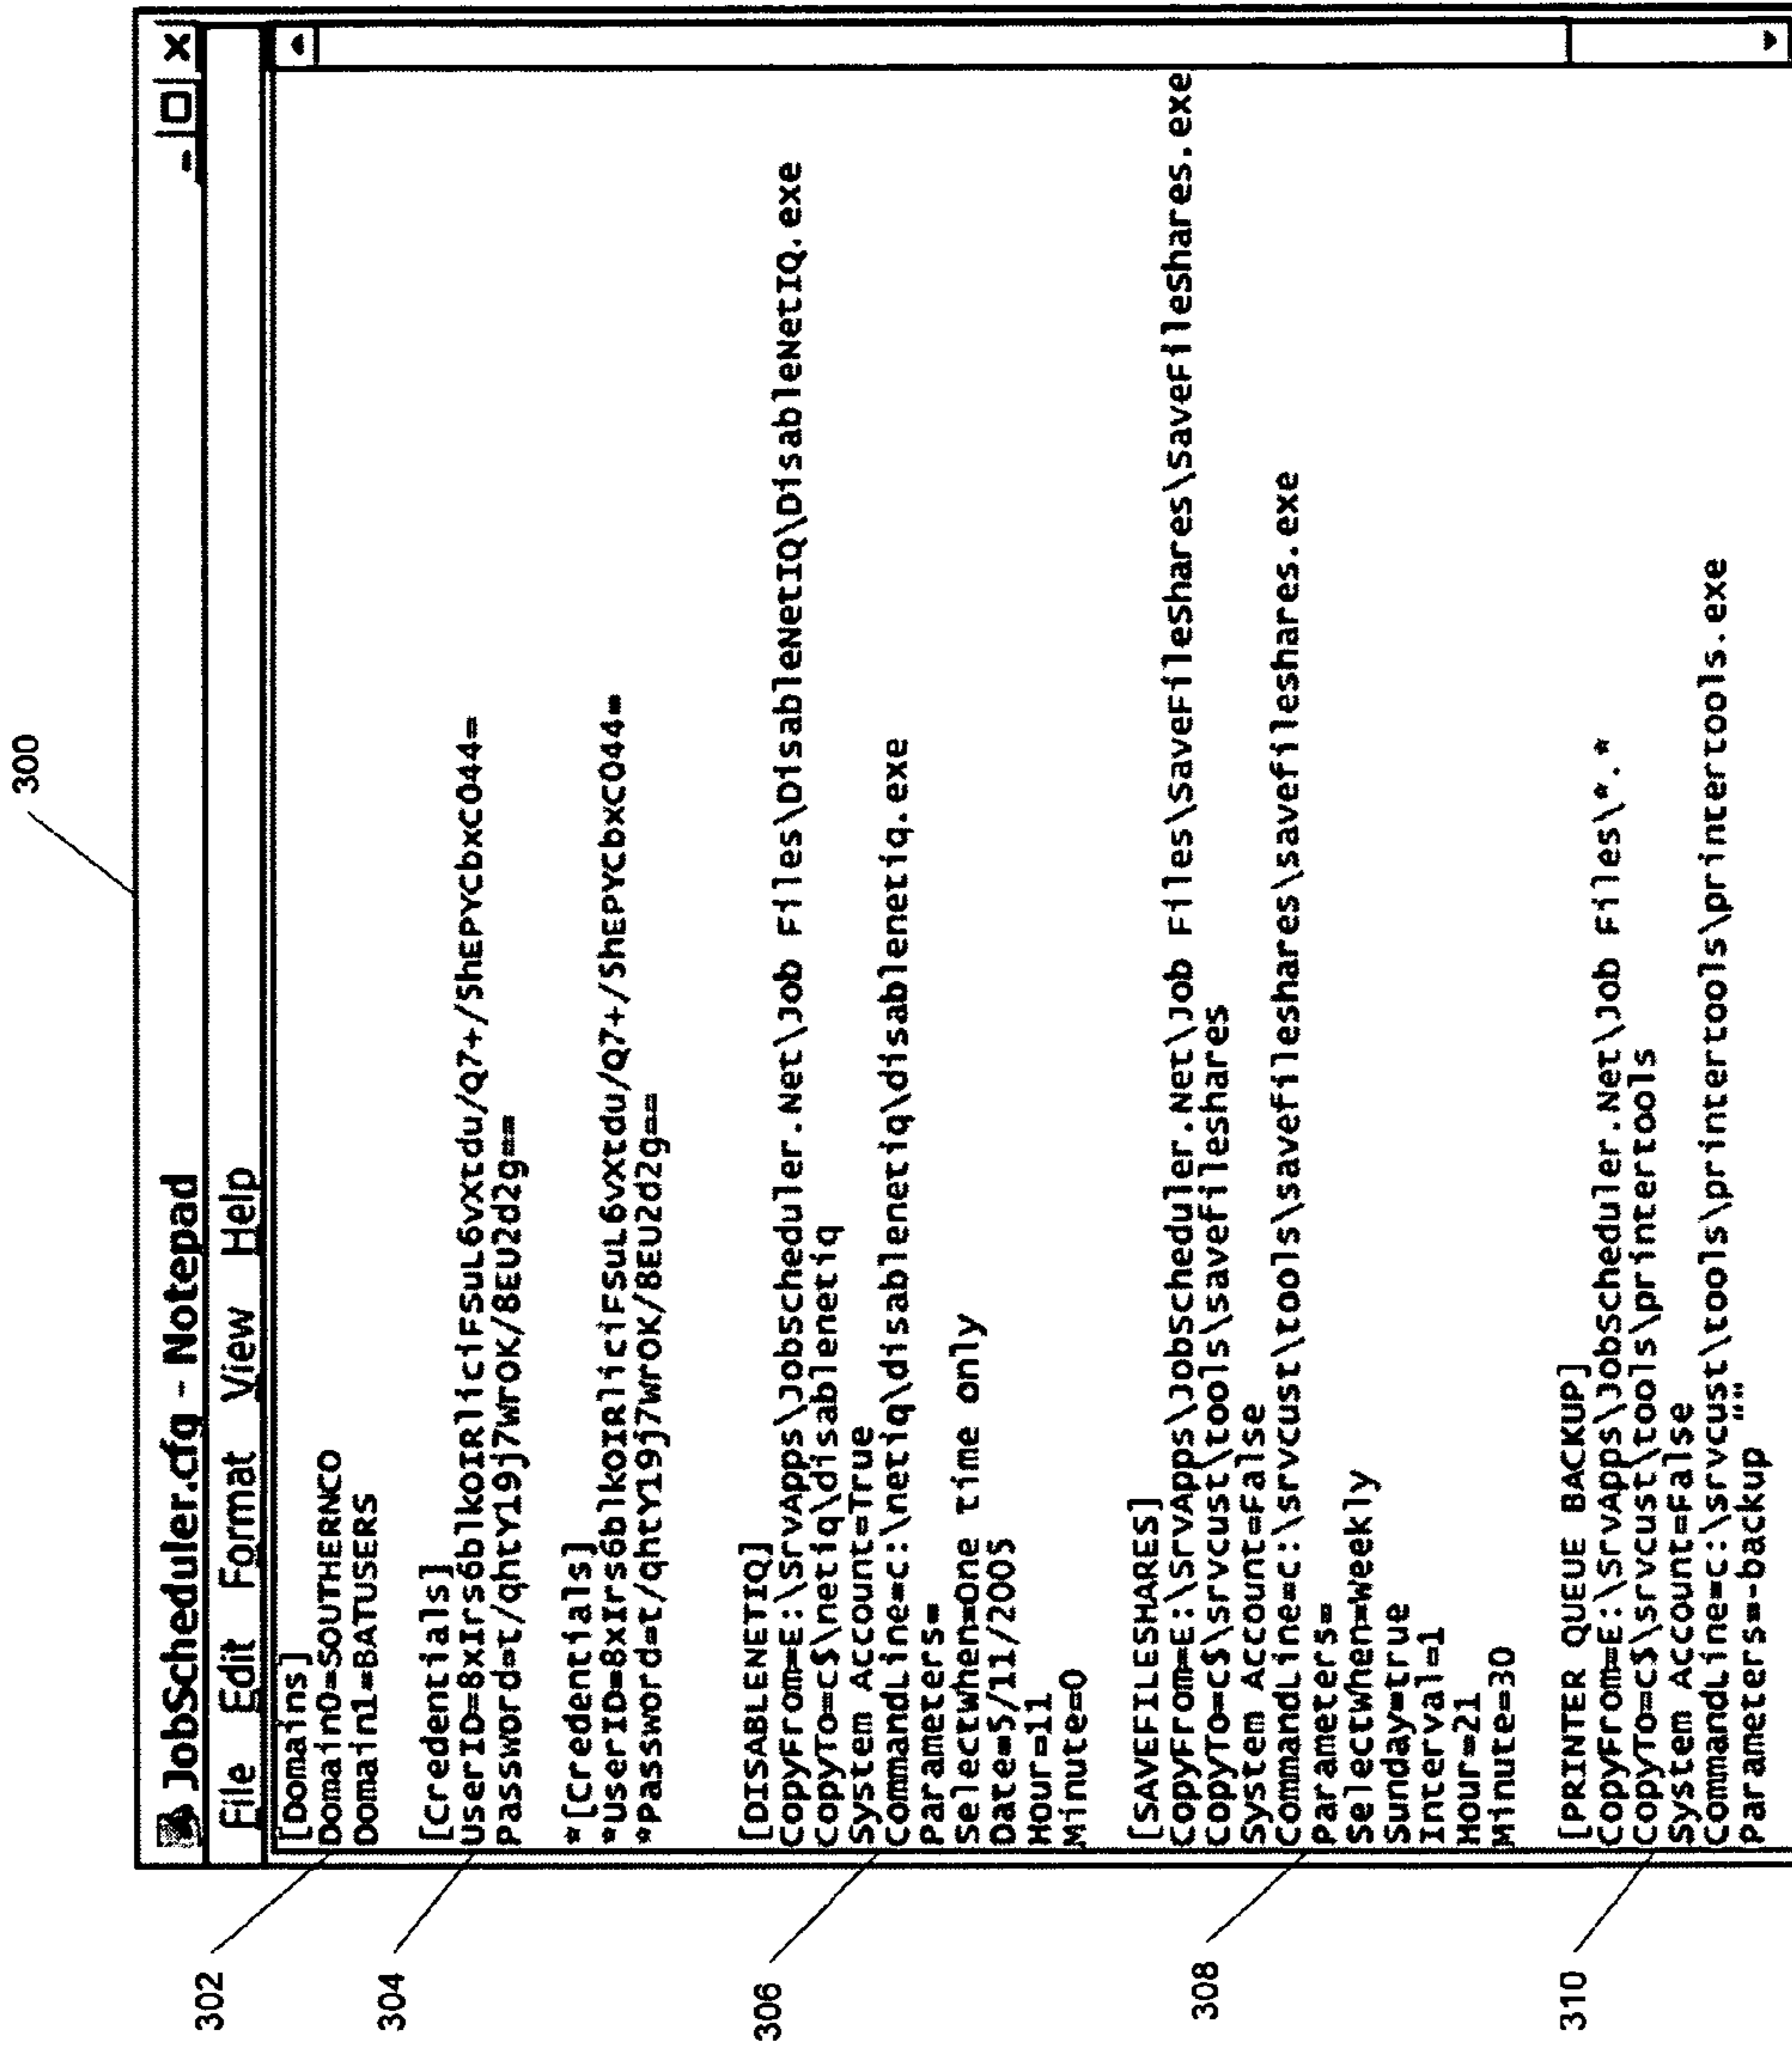 300
JobScheduler.cfg - Notepad
File Edit Format View Help
302
[Domains]
Domain0=SOUTHERNCO
Domain1=BATUSERS
304
[Credentials]
UserID=8xIrs6blkOIRliciFSuL6vXtdu/Q7+/ShEPYCbxCO44=
Password=t/qhtY19j7WrOK/8EU2d2g==
*[Credentials]
*UserID=8xIrs6blkOIRliciFSuL6vXtdu/Q7+/ShEPYCbxCO44=
*Password=t/qhtY19j7WrOK/8EU2d2g==
306
[DISABLENETIQ]
CopyFrom=E:\SrvApps\JobScheduler.Net\Job Files\DisableNetIQ\DisableNetIQ.exe
CopyTo=c$\netiq\disablenetiq
System Account=True
CommandLine=c:\netiq\disablenetiq\disablenetiq.exe
Parameters=
SelectWhen=One time only
Date=5/11/2005
Hour=11
Minute=0
308
[SAVEFILESHARES]
CopyFrom=E:\SrvApps\JobScheduler.Net\Job Files\SaveFileShares\SaveFileShares.exe
CopyTo=c$\srvcust\tools\savefileshares
System Account=False
CommandLine=c:\srvcust\tools\savefileshares\savefileshares.exe
Parameters=
SelectWhen=Weekly
Sunday=true
Interval=1
Hour=21
Minute=30
310
[PRINTER QUEUE BACKUP]
CopyFrom=E:\SrvApps\JobScheduler.Net\Job Files\*.*
CopyTo=c$\srvcust\tools\printertools
System Account=False
CommandLine=c:\srvcust\tools\printertools\printertools.exe
Parameters=-backup """"